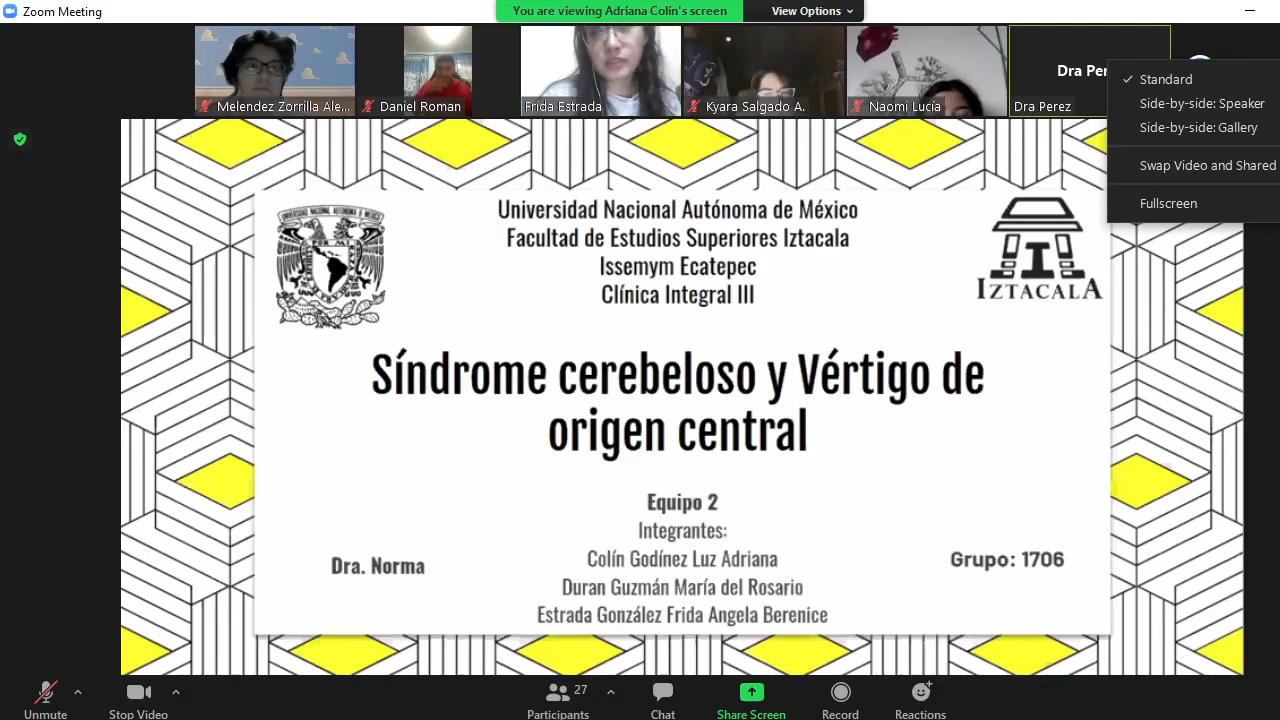 Zoom Meeting
You are viewing Adriana Colín's screen
View Options
Melendez Zorrilla Ale...
Daniel Roman
Frida Estrada
Kyara Salgado A.
Naomi Lucía
Dra Per
Dra Perez
Standard
Side-by-side: Speaker
Side-by-side: Gallery
Swap Video and Shared
Fullscreen
Universidad Nacional Autónoma de México
Facultad de Estudios Superiores Iztacala
Issemym Ecatepec
Clínica Integral III
IZTACALA
Síndrome cerebeloso y Vértigo de
origen central
Equipo 2
Integrantes:
Colín Godínez Luz Adriana
Duran Guzmán María del Rosario
Estrada González Frida Angela Berenice
Dra. Norma
Grupo: 1706
Unmute
Stop Video
27
Participants
Chat
Share Screen
Record
Reactions